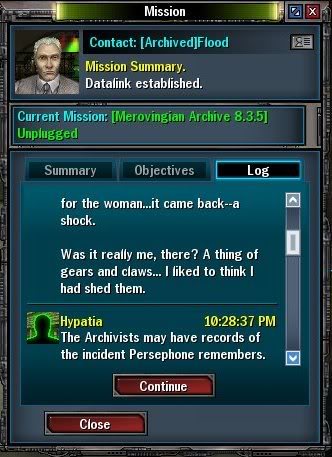 Mission
Contact: [Archived]Flood
Mission Summary.
Datalink established.
Current Mission: [Merovingian Archive 8.3.5]
Unplugged
Summary Objectives Log
for the woman...it came back--a
shock.
Was it really me, there? A thing of
gears and claws... I liked to think I
had shed them.
Hypatia 10:28:37 PM
The Archivists may have records of
the incident Persephone remembers.
Continue
Close